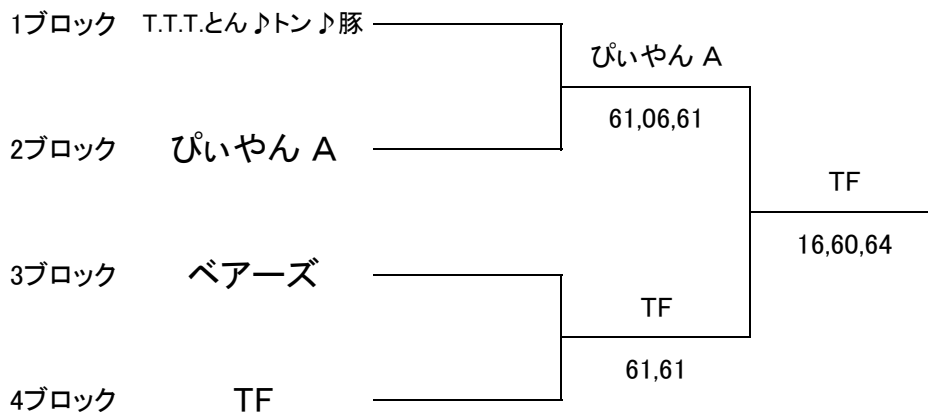 1ブロック T.T.T.とん♪トン♪豚
ぴぃやん A
61,06,61
2ブロック ぴぃやん A
TF
16,60,64
3ブロック ベアーズ
TF
61,61
4ブロック TF